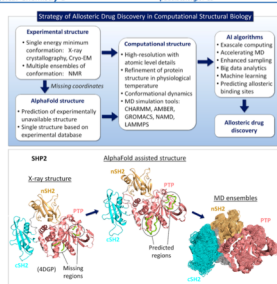 Strategy of Allosteric Drug Discovery in Computational Structural Biology
Experimental structure
• Single energy minimum
conformation: X-ray
crystallography, Cryo-EM
• Multiple ensembles of
conformation: NMR
Missing coordinates
AlphaFold structure
• Prediction of experimentally
unavailable structure
• Single structure based on
experimental database
Computational structure
• High-resolution with
atomic level details
• Refinement of protein
structure in physiological
temperature
• Conformational dynamics
• MD simulation tools:
CHARMM, AMBER,
GROMACS, NAMD,
LAMMPS
AI algorithms
• Exascale computing
• Accelerating MD
• Enhanced sampling
• Big data analytics
• Machine learning
• Predicting allosteric
binding sites
Allosteric drug
discovery
SHP2
X-ray structure
nSH2
PTP
cSH2
(4DGP)
Missing
regions
AlphaFold assisted structure
nSH2
PTP
cSH2
Predicted
regions
MD ensembles
nSH2
PTP
cSH2